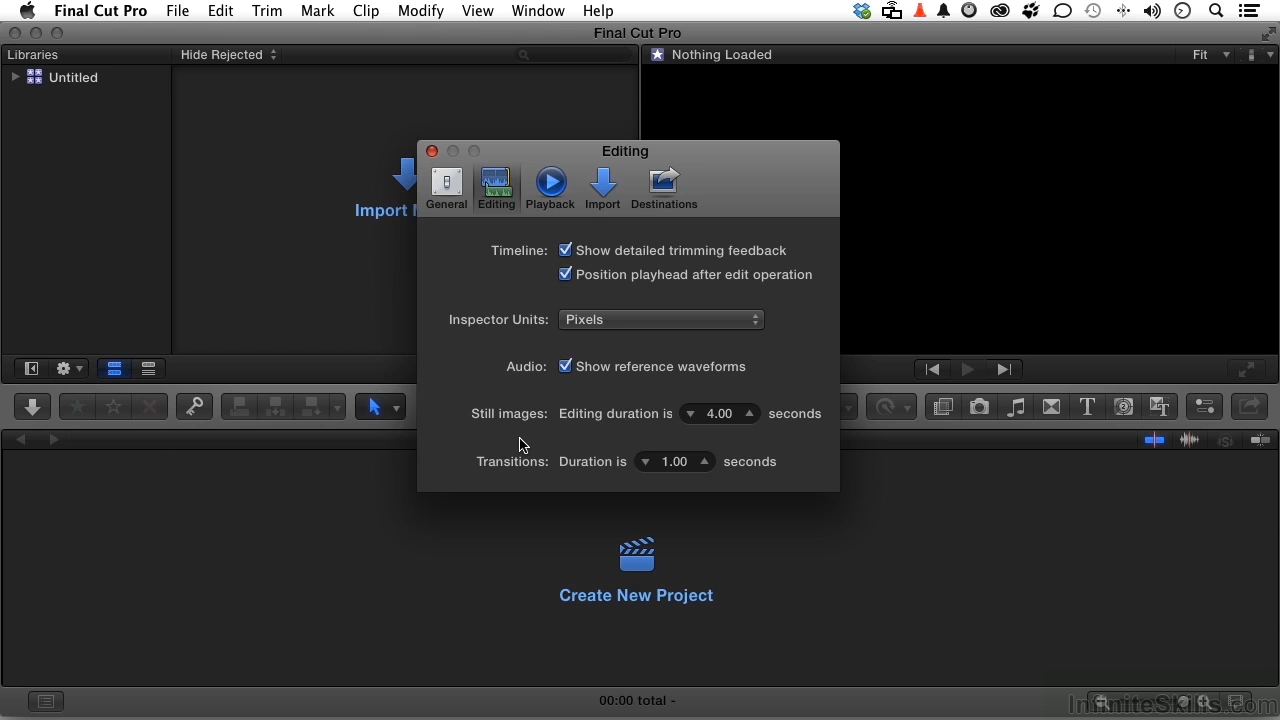 Final Cut Pro File Edit Trim Mark Clip Modify View Window Help
Final Cut Pro
Libraries Hide Rejected Nothing Loaded Fit
Untitled
Editing
General Editing Playback Import Destinations
Import
Timeline: Show detailed trimming feedback
Position playhead after edit operation
Inspector Units: Pixels
Audio: Show reference waveforms
Still images: Editing duration is 4.00 seconds
Transitions: Duration is 1.00 seconds
Create New Project
00:00 total -
InfiniteSkills.com